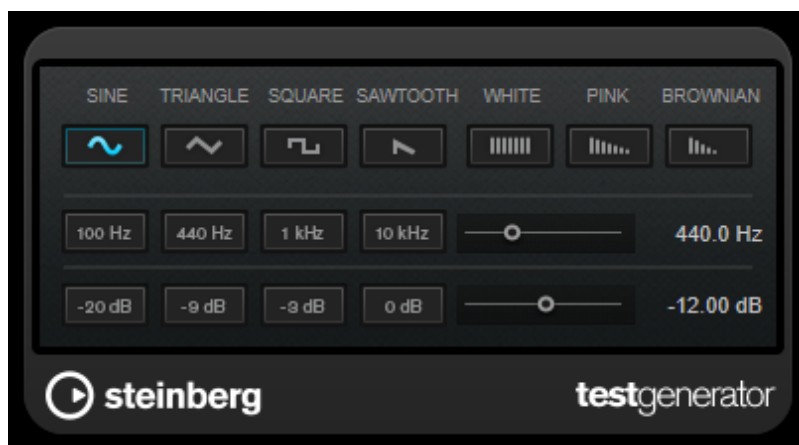 SINE TRIANGLE SQUARE SAWTOOTH WHITE PINK BROWNIAN
100 Hz 440 Hz 1 kHz 10 kHz 440.0 Hz
-20 dB -9 dB -3 dB 0 dB -12.00 dB
steinberg testgenerator